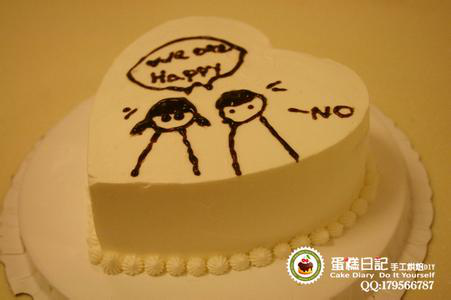 We are
Happy
NO
蛋糕日記 手工烘焙DIY
Cake Diary Do It Yourself
QQ:179566787